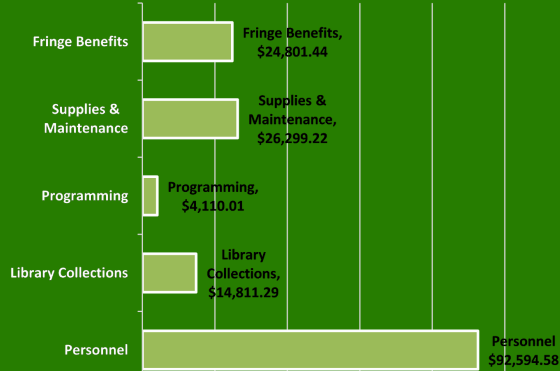 Fringe Benefits
Fringe Benefits,
$24,801.44
Supplies &
Maintenance
Supplies &
Maintenance,
$26,299.22
Programming
Programming,
$4,110.01
Library Collections
Library
Collections,
$14,811.29
Personnel
Personnel
$92,594.58